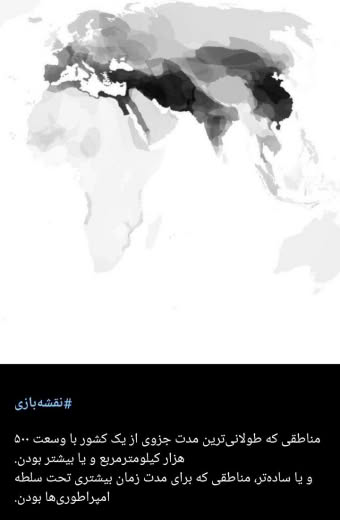 #نقشه‌بازی
مناطقی که طولانی‌ترین مدت جزوی از یک کشور با وسعت ۵۰۰
هزار کیلومترمربع و یا بیشتر بودن.
و یا ساده‌تر، مناطقی که برای مدت زمان بیشتری تحت سلطه
امپراطوری‌ها بودن.